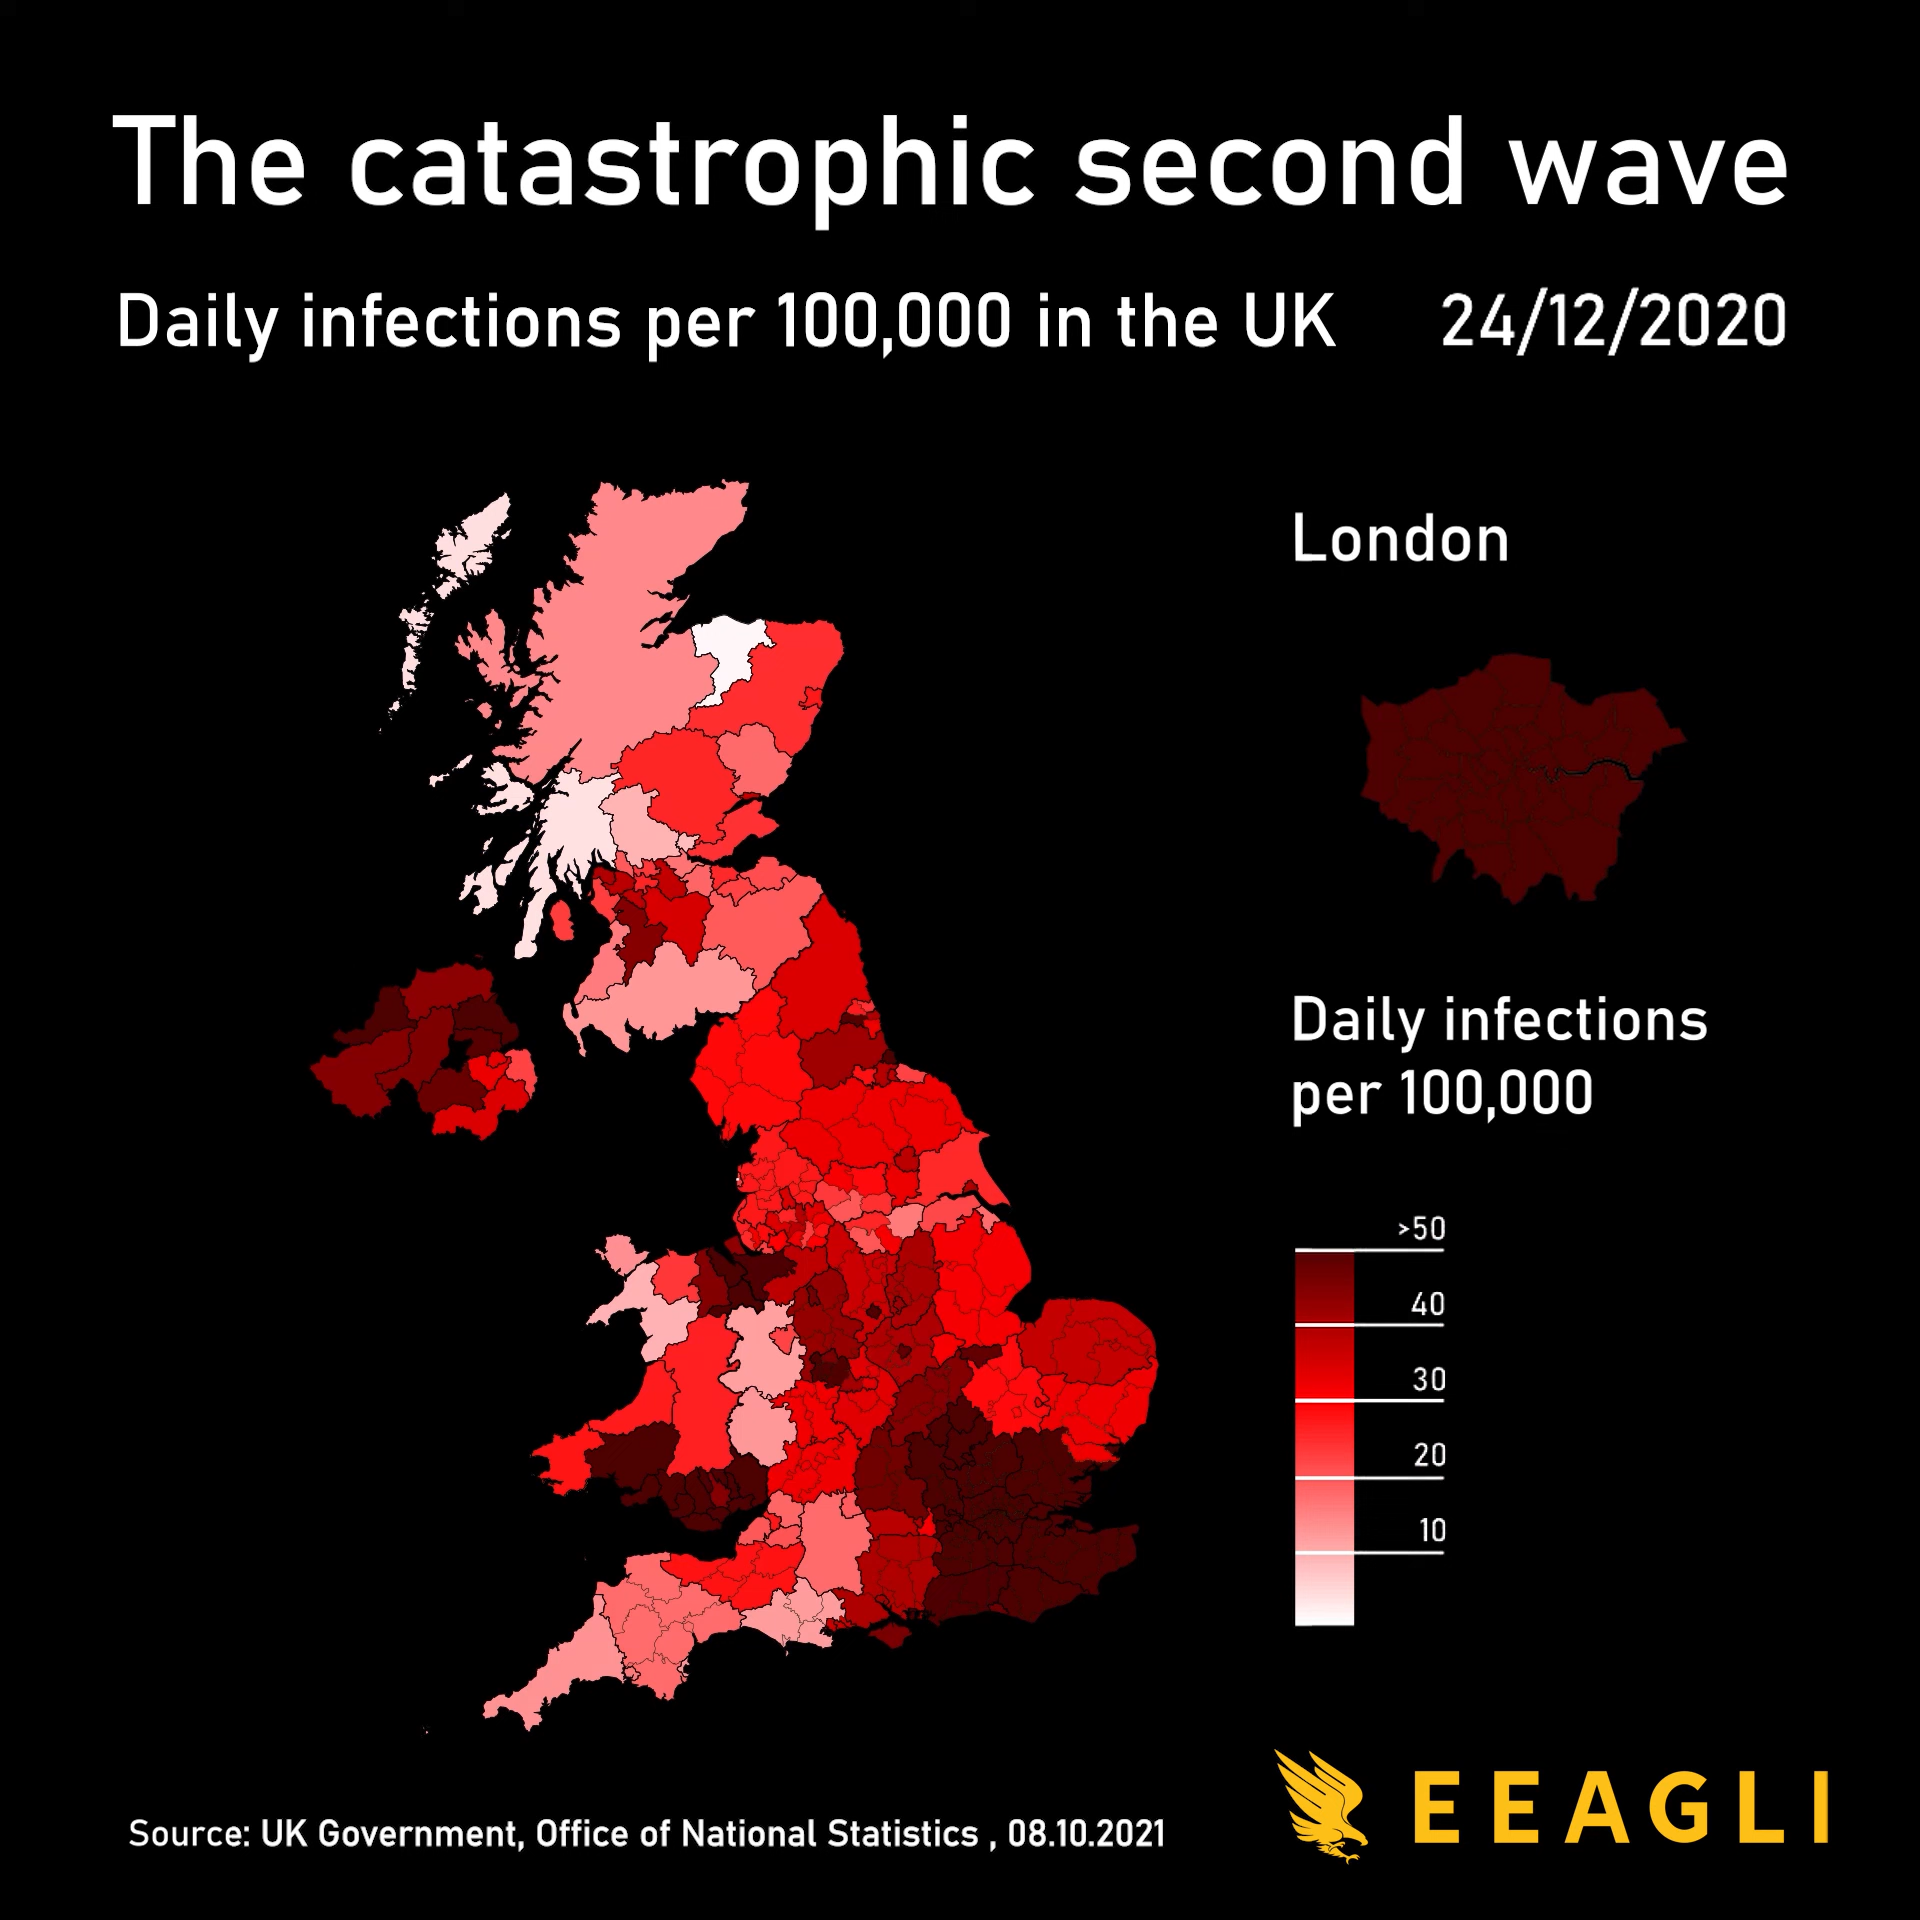 The catastrophic second wave
Daily infections per 100,000 in the UK 24/12/2020
London
Daily infections
per 100,000
>50
40
30
20
10
EEAGLI
Source: UK Government, Office of National Statistics , 08.10.2021